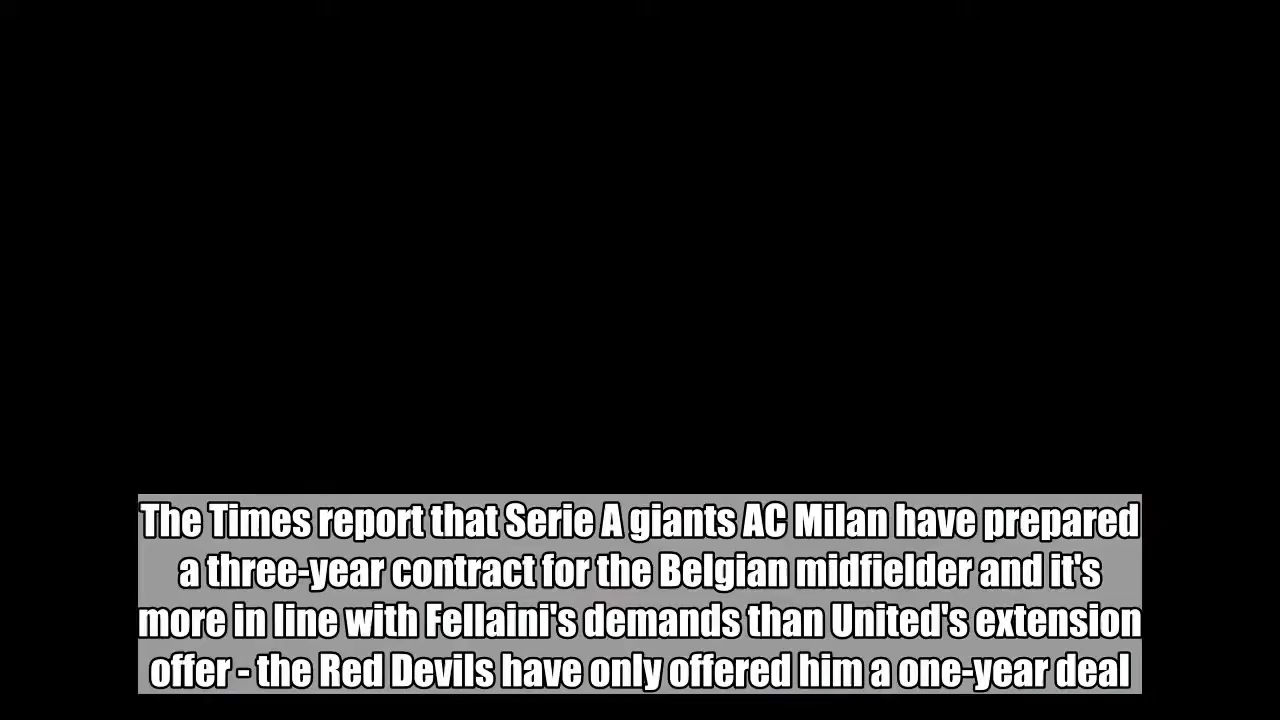 The Times report that Serie A giants AC Milan have prepared
a three-year contract for the Belgian midfielder and it's
more in line with Fellaini's demands than United's extension
offer - the Red Devils have only offered him a one-year deal